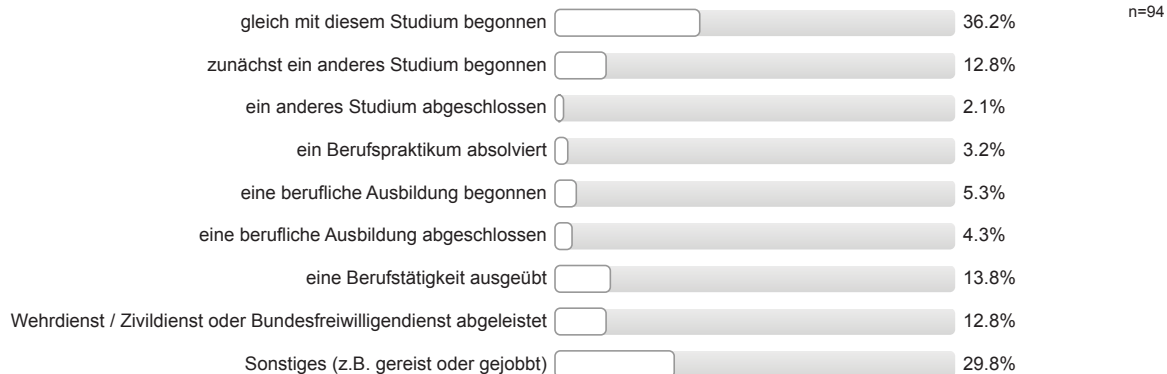 gleich mit diesem Studium begonnen 36.2% n=94
zunächst ein anderes Studium begonnen 12.8%
ein anderes Studium abgeschlossen 2.1%
ein Berufspraktikum absolviert 3.2%
eine berufliche Ausbildung begonnen 5.3%
eine berufliche Ausbildung abgeschlossen 4.3%
eine Berufstätigkeit ausgeübt 13.8%
Wehrdienst / Zivildienst oder Bundesfreiwilligendienst abgeleistet 12.8%
Sonstiges (z.B. gereist oder gejobbt) 29.8%